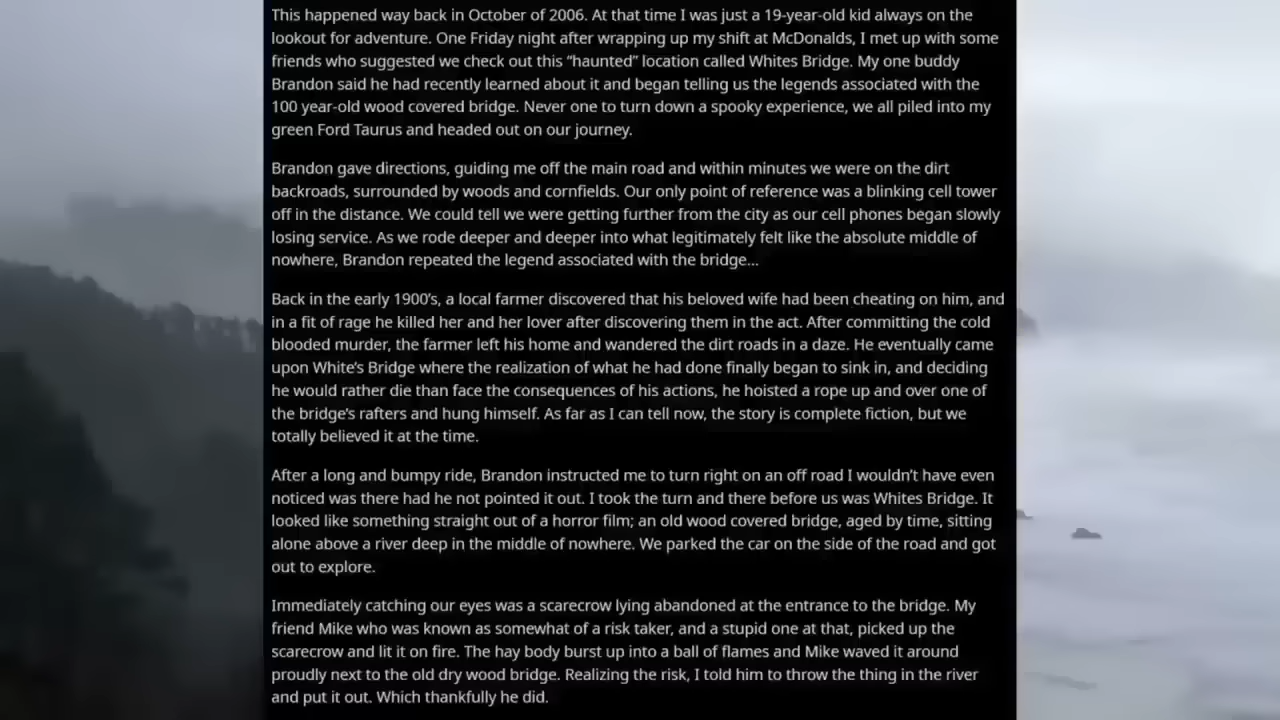 This happened way back in October of 2006. At that time I was just a 19-year-old kid always on the
lookout for adventure. One Friday night after wrapping up my shift at McDonalds, I met up with some
friends who suggested we check out this “haunted” location called Whites Bridge. My one buddy
Brandon said he had recently learned about it and began telling us the legends associated with the
100 year-old wood covered bridge. Never one to turn down a spooky experience, we all piled into my
green Ford Taurus and headed out on our journey.
Brandon gave directions, guiding me off the main road and within minutes we were on the dirt
backroads, surrounded by woods and cornfields. Our only point of reference was a blinking cell tower
off in the distance. We could tell we were getting further from the city as our cell phones began slowly
losing service. As we rode deeper and deeper into what legitimately felt like the absolute middle of
nowhere, Brandon repeated the legend associated with the bridge...
Back in the early 1900’s, a local farmer discovered that his beloved wife had been cheating on him, and
in a fit of rage he killed her and her lover after discovering them in the act. After committing the cold
blooded murder, the farmer left his home and wandered the dirt roads in a daze. He eventually came
upon White’s Bridge where the realization of what he had done finally began to sink in, and deciding
he would rather die than face the consequences of his actions, he hoisted a rope up and over one of
the bridge’s rafters and hung himself. As far as I can tell now, the story is complete fiction, but we
totally believed it at the time.
After a long and bumpy ride, Brandon instructed me to turn right on an off road I wouldn’t have even
noticed was there had he not pointed it out. I took the turn and there before us was Whites Bridge. It
looked like something straight out of a horror film; an old wood covered bridge, aged by time, sitting
alone above a river deep in the middle of nowhere. We parked the car on the side of the road and got
out to explore.
Immediately catching our eyes was a scarecrow lying abandoned at the entrance to the bridge. My
friend Mike who was known as somewhat of a risk taker, and a stupid one at that, picked up the
scarecrow and lit it on fire. The hay body burst up into a ball of flames and Mike waved it around
proudly next to the old dry wood bridge. Realizing the risk, I told him to throw the thing in the river
and put it out. Which thankfully he did.